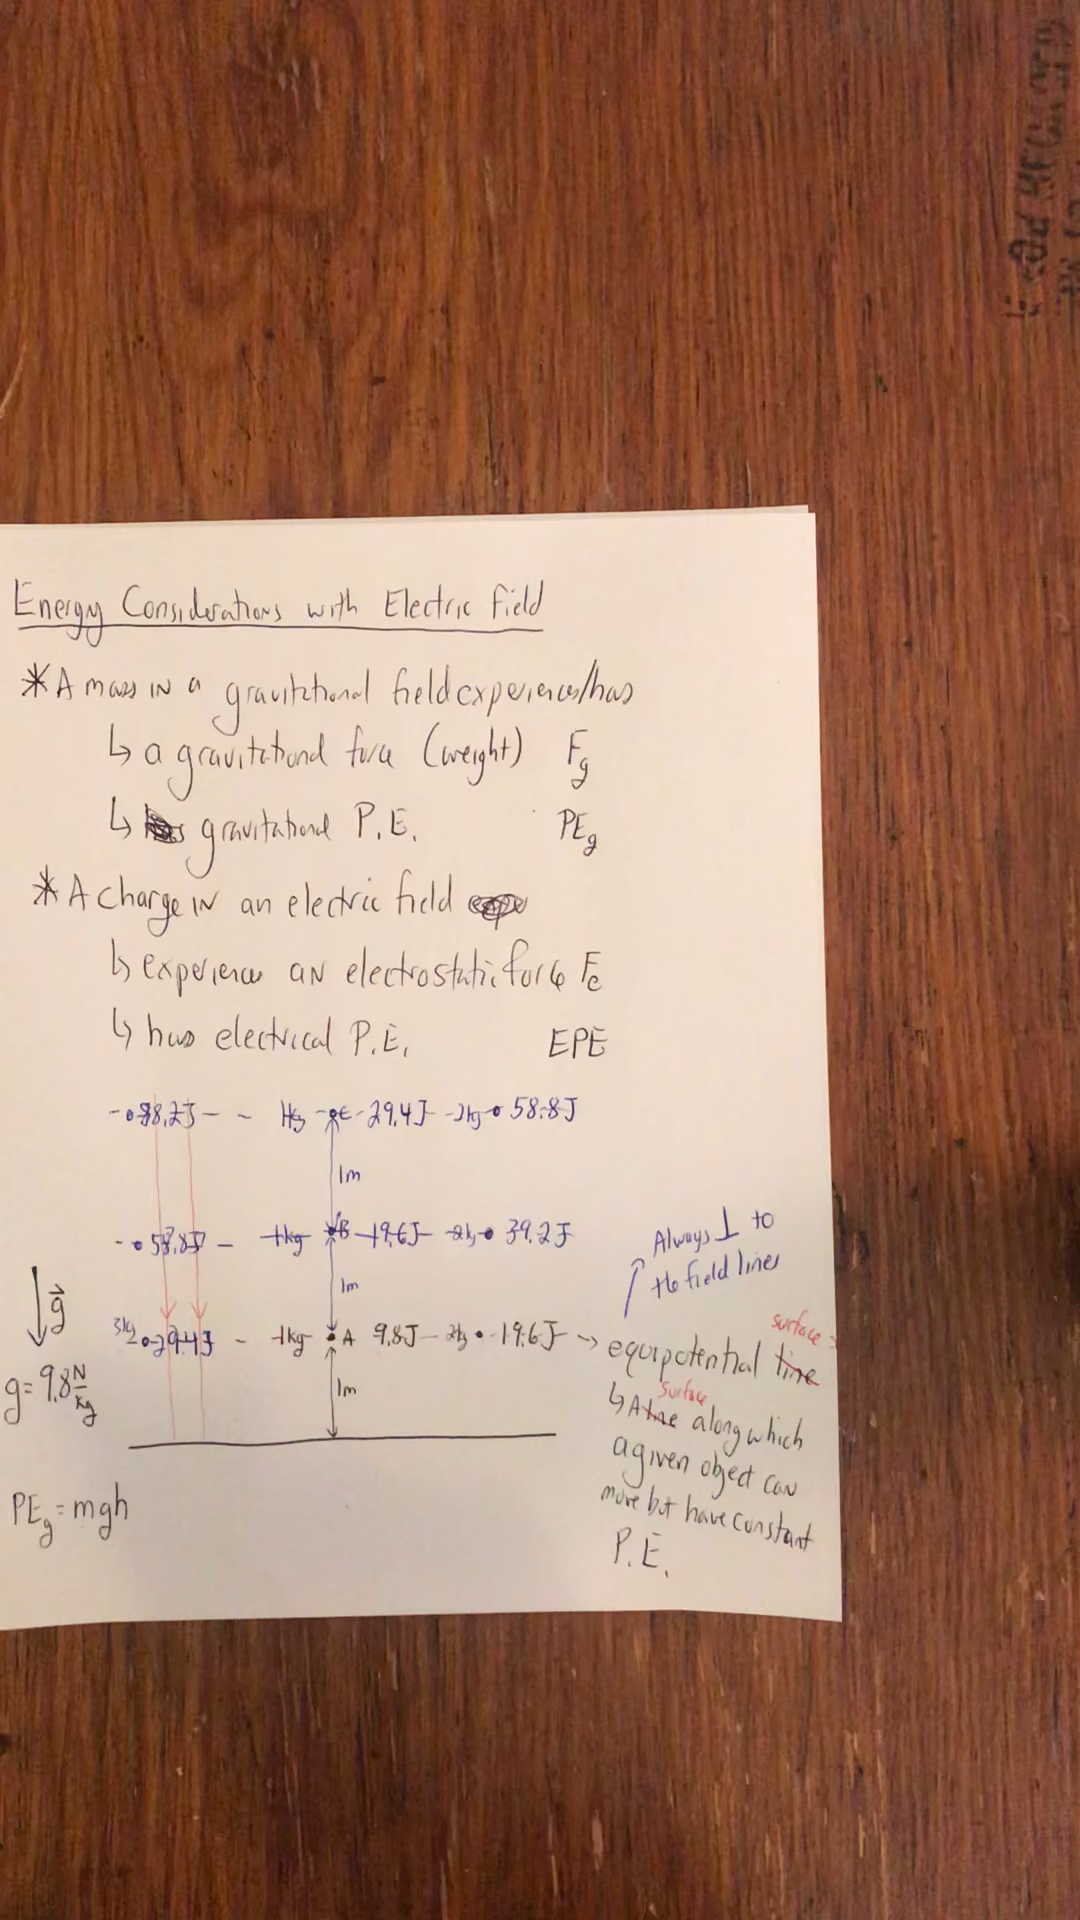 Energy Considerations with Electric Field
* A mass in a gravitational field experiences/has
↳ a gravitational force (weight) Fg
↳ gravitational P.E. PEg
* A charge in an electric field
↳ experiences an electrostatic force Fe
↳ has electrical P.E. EPE
88.2J 1kg C 29.4J 2kg 58.8J
1m
58.8J 1kg B 19.6J 2kg 39.2J
Always ⊥ to
the field lines
1m
g
3kg 29.4J 1kg A 9.8J 2kg 19.6J → equipotential line surface
g = 9.8 N/kg
1m
↳ A line surface along which
a given object can
move but have constant
P.E.
PEg = mgh